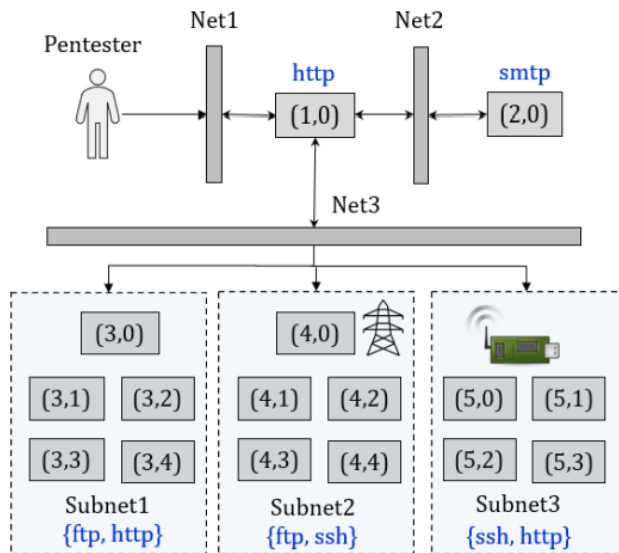 Net1
Net2
Pentester
http
smtp
(1,0)
(2,0)
Net3
(3,0)
(3,1) (3,2)
(3,3) (3,4)
Subnet1
{ftp, http}
(4,0)
(4,1) (4,2)
(4,3) (4,4)
Subnet2
{ftp, ssh}
(5,0) (5,1)
(5,2) (5,3)
Subnet3
{ssh, http}